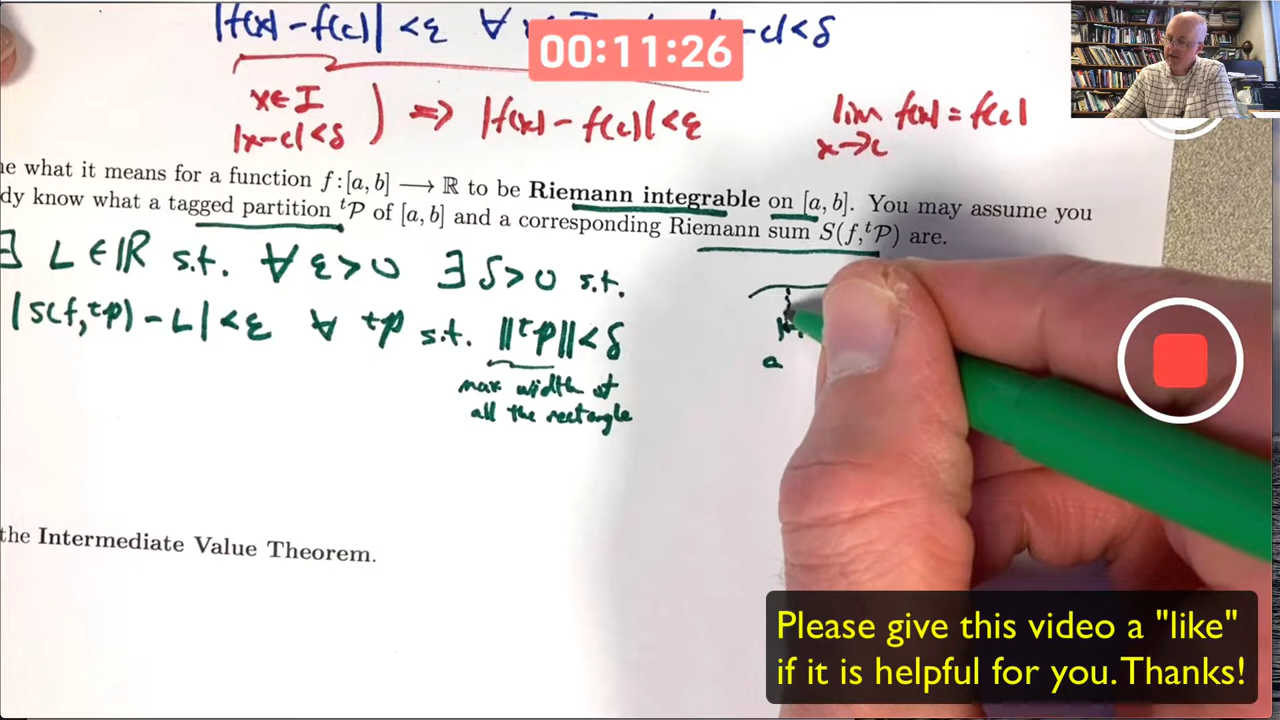 |f(x) - f(c)| < ε ∀ -c| < δ
00:11:26
x ∈ I
|x-c| < δ ) ⇒ |f(x) - f(c)| < ε
lim f(x) = f(c)
x→c
ne what it means for a function f : [a, b] ⟶ ℝ to be Riemann integrable on [a, b]. You may assume you
dy know what a tagged partition ᵗP of [a, b] and a corresponding Riemann sum S(f, ᵗP) are.
∃ L ∈ ℝ s.t. ∀ ε > 0 ∃ δ > 0 s.t.
|S(f, ᵗP) - L| < ε ∀ ᵗP s.t. ||ᵗP|| < δ
max width of
all the rectangle
a
the Intermediate Value Theorem.
Please give this video a "like"
if it is helpful for you. Thanks!